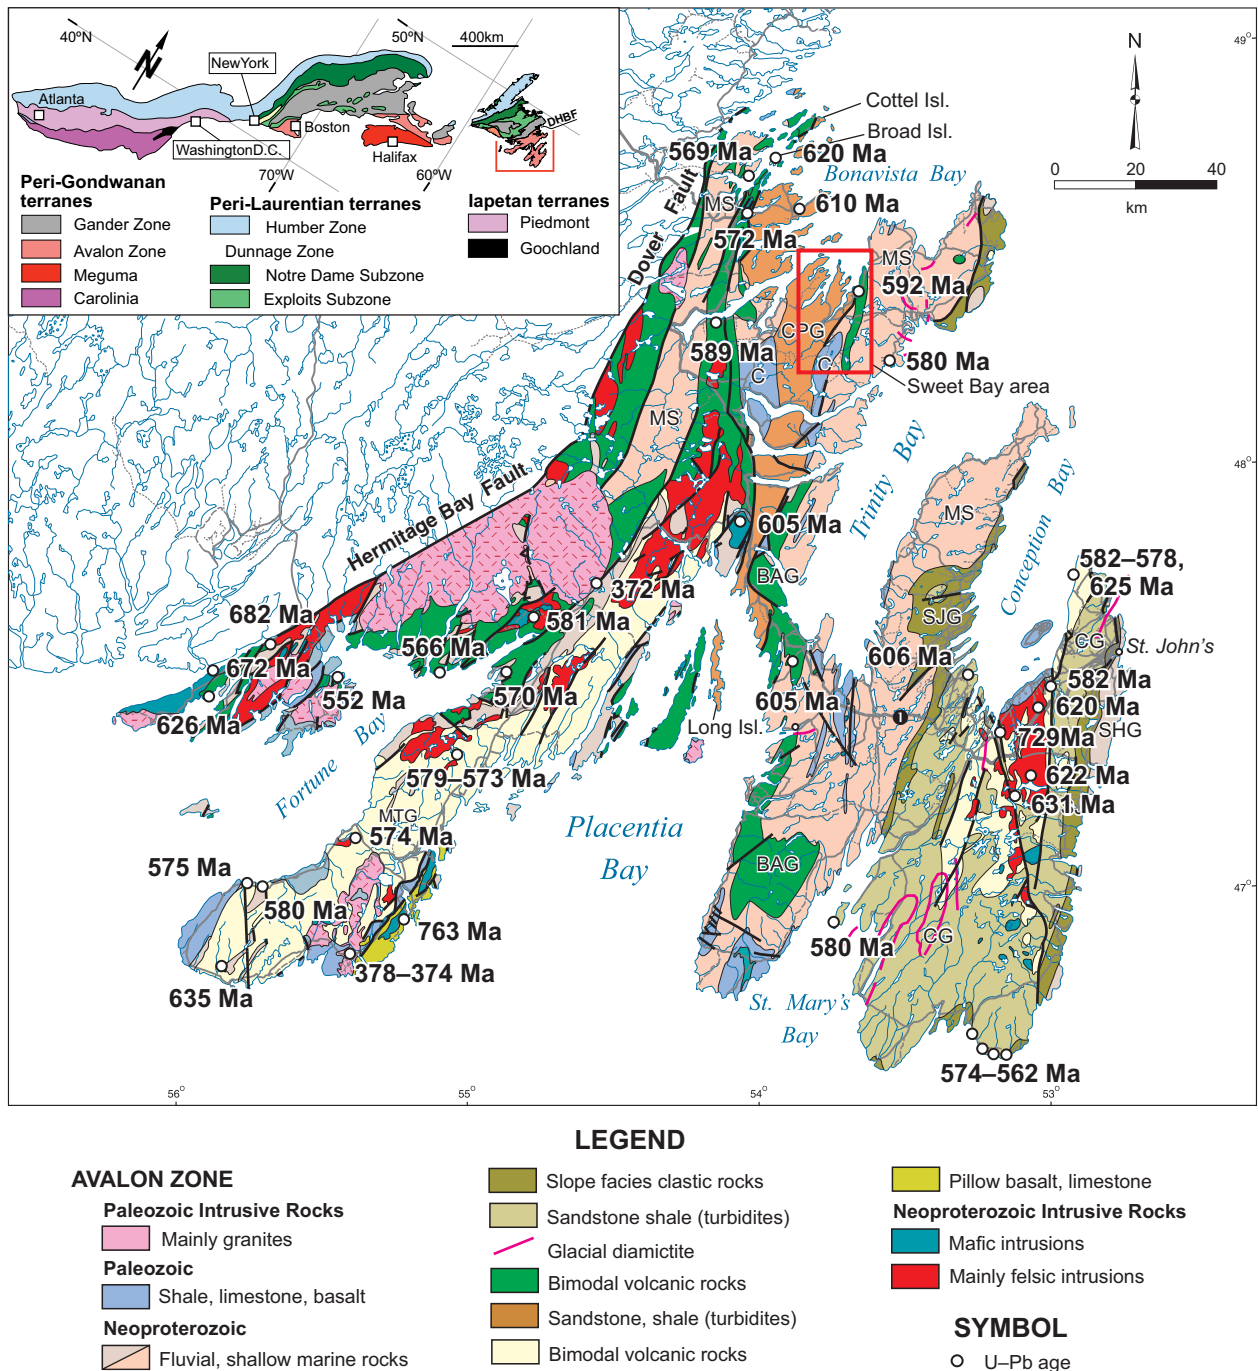 40°N
50°N
400km
N
NewYork
Atlanta
Boston
DHBF
WashingtonD.C.
Halifax
70°W
60°W
Peri-Gondwanan
terranes
Gander Zone
Avalon Zone
Meguma
Carolinia
Peri-Laurentian terranes
Humber Zone
Dunnage Zone
Notre Dame Subzone
Exploits Subzone
Iapetan terranes
Piedmont
Goochland
49°
N
0 20 40
km
Cottel Isl.
Broad Isl.
569 Ma
620 Ma
Bonavista Bay
MS
610 Ma
Dover Fault
572 Ma
MS
592 Ma
CPG
589 Ma
C
C
580 Ma
Sweet Bay area
MS
Trinity Bay
48°
Hermitage Bay Fault
MS
605 Ma
Conception Bay
582–578,
625 Ma
BAG
372 Ma
682 Ma
581 Ma
SJG
CG
St. John's
566 Ma
606 Ma
672 Ma
582 Ma
552 Ma
570 Ma
605 Ma
620 Ma
626 Ma
Long Isl.
1
SHG
729Ma
Fortune Bay
579–573 Ma
622 Ma
631 Ma
MTG
574 Ma
Placentia
Bay
575 Ma
BAG
47°
580 Ma
763 Ma
580 Ma
CG
378–374 Ma
635 Ma
St. Mary's
Bay
574–562 Ma
56°
55°
54°
53°
LEGEND
AVALON ZONE
Paleozoic Intrusive Rocks
Mainly granites
Paleozoic
Shale, limestone, basalt
Neoproterozoic
Fluvial, shallow marine rocks
Slope facies clastic rocks
Sandstone shale (turbidites)
Glacial diamictite
Bimodal volcanic rocks
Sandstone, shale (turbidites)
Bimodal volcanic rocks
Pillow basalt, limestone
Neoproterozoic Intrusive Rocks
Mafic intrusions
Mainly felsic intrusions
SYMBOL
U–Pb age